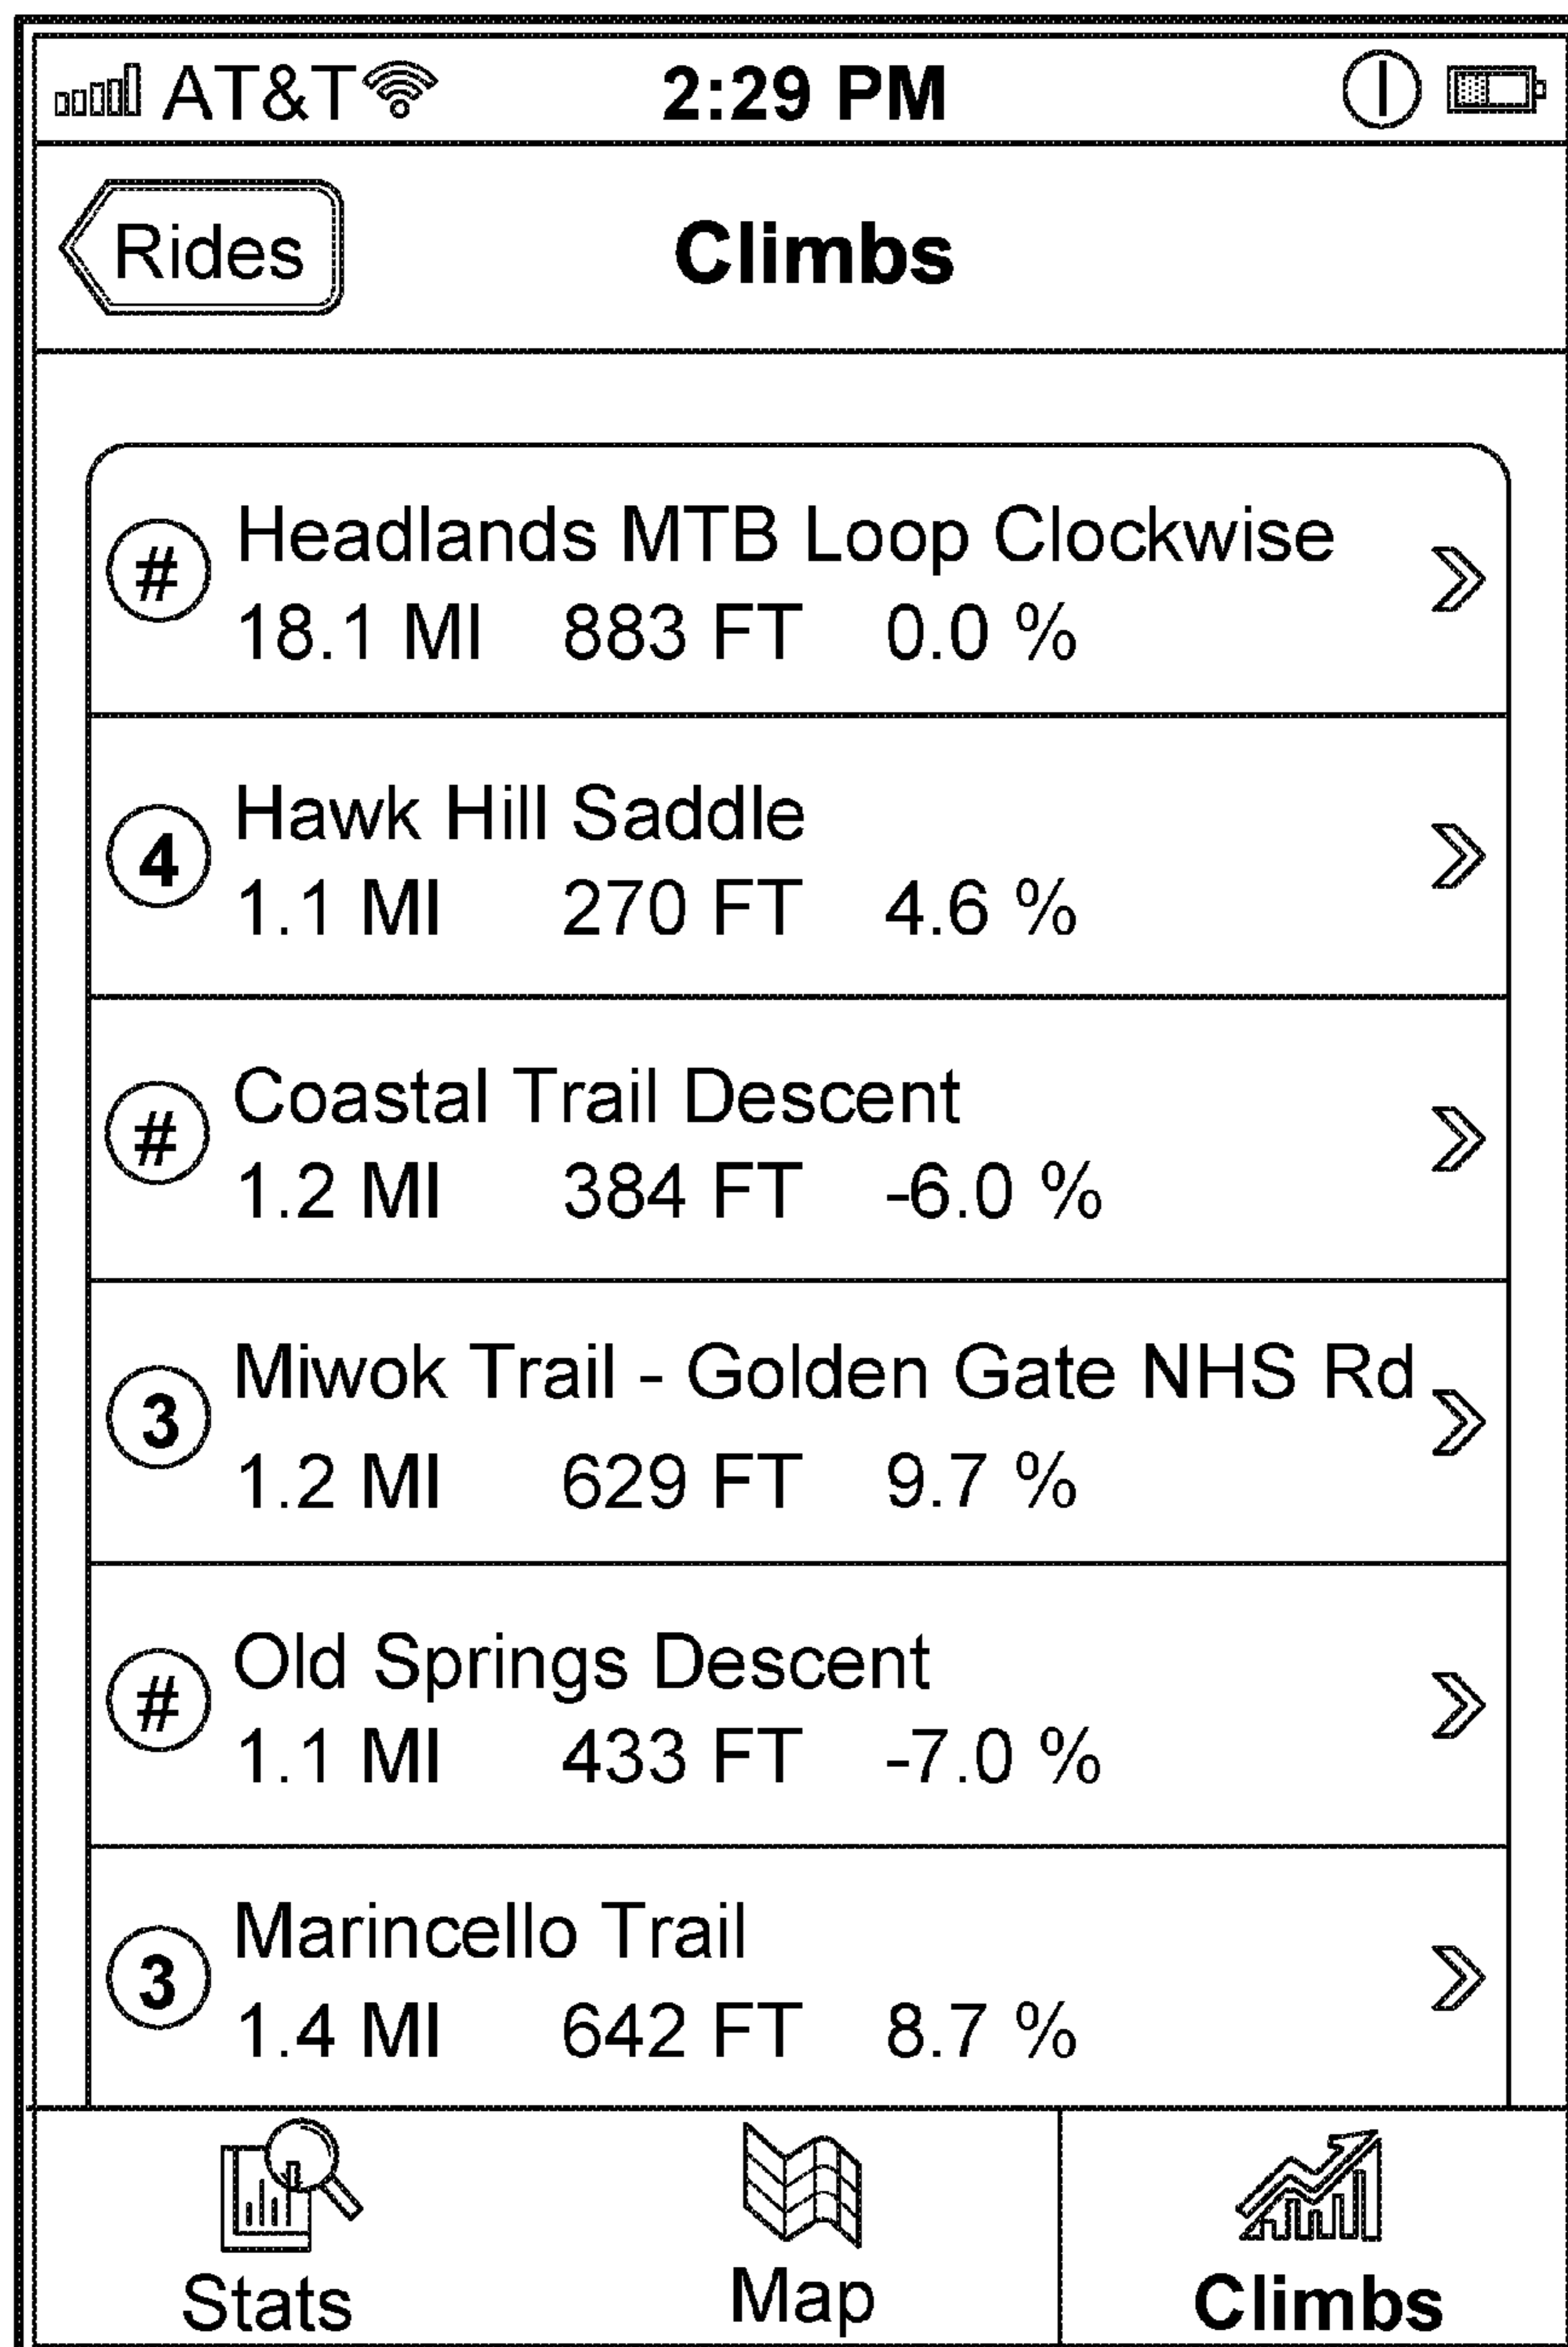 AT&T 2:29 PM
Rides Climbs
# Headlands MTB Loop Clockwise
18.1 MI 883 FT 0.0 %
4 Hawk Hill Saddle
1.1 MI 270 FT 4.6 %
# Coastal Trail Descent
1.2 MI 384 FT -6.0 %
3 Miwok Trail - Golden Gate NHS Rd
1.2 MI 629 FT 9.7 %
# Old Springs Descent
1.1 MI 433 FT -7.0 %
3 Marincello Trail
1.4 MI 642 FT 8.7 %
Stats Map Climbs